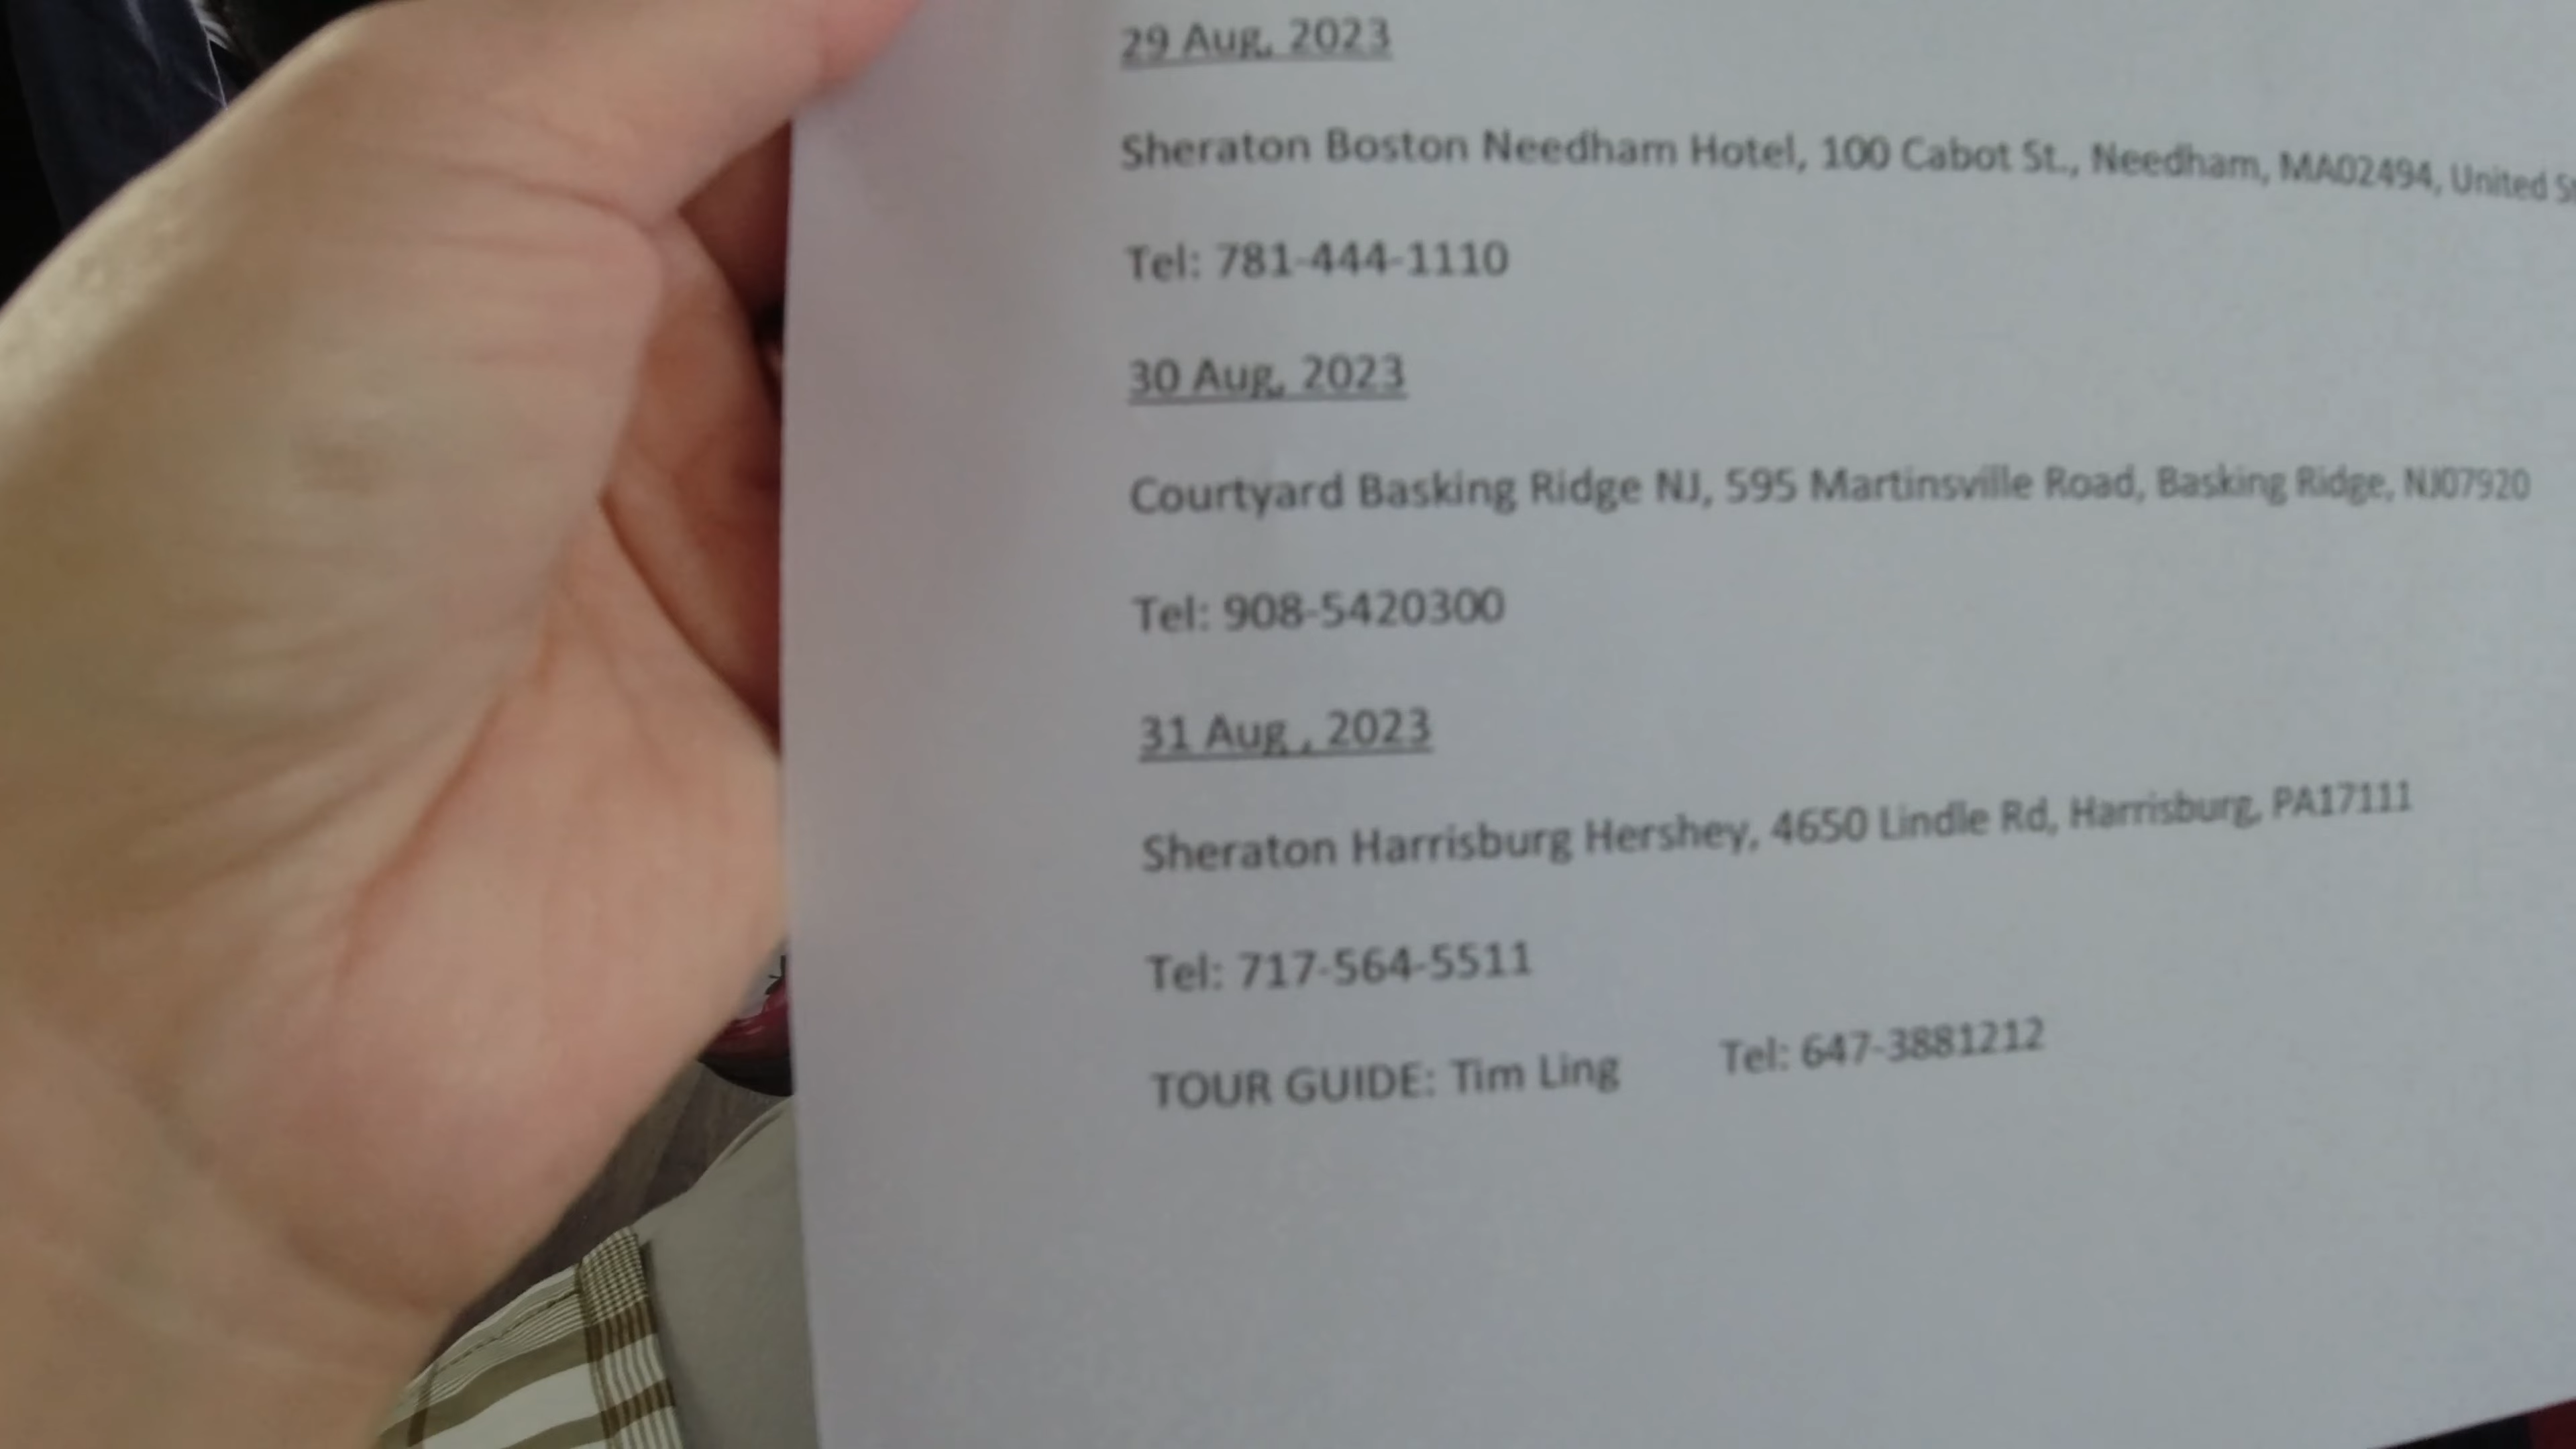 29 Aug, 2023
Sheraton Boston Needham Hotel, 100 Cabot St., Needham, MA02494, United
Tel: 781-444-1110
30 Aug, 2023
Courtyard Basking Ridge NJ, 595 Martinsville Road, Basking Ridge, NJ07920
Tel: 908-5420300
31 Aug , 2023
Sheraton Harrisburg Hershey, 4650 Lindle Rd, Harrisburg, PA17111
Tel: 717-564-5511
TOUR GUIDE: Tim Ling Tel: 647-3881212